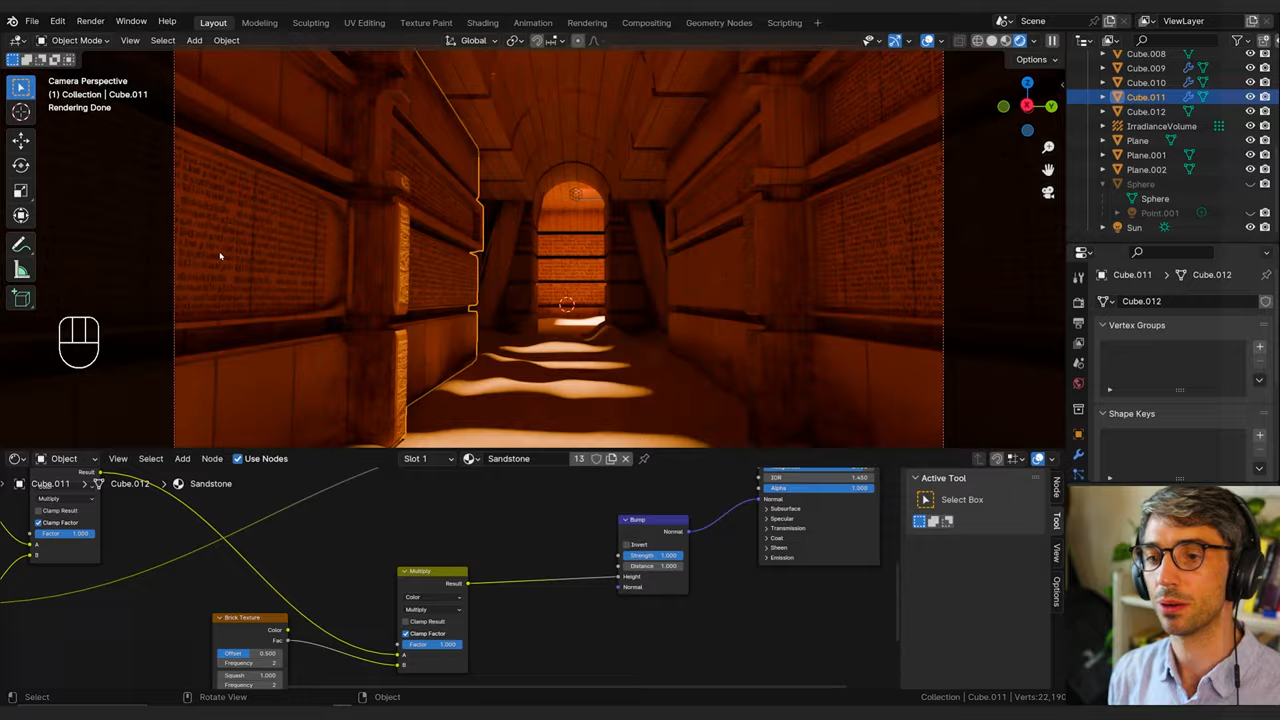 File Edit Render Window Help Layout Modeling Sculpting UV Editing Texture Paint Shading Animation Rendering Compositing Geometry Nodes Scripting + Scene ViewLayer
Object Mode View Select Add Object Global
Options
Camera Perspective
(1) Collection | Cube.011
Rendering Done
X
Y
Z
Cube.008
Cube.009
Cube.010
Cube.011
Cube.012
IrradianceVolume
Plane
Plane.001
Plane.002
Sphere
Sphere
Point.001
Sun
Cube.011 Cube.012
Cube.012
Vertex Groups
Shape Keys
Object View Select Add Node Use Nodes Slot 1 Sandstone 13
Cube.011 Cube.012 Sandstone
Result
Multiply
Clamp Result
Clamp Factor
Factor 1.000
A
B
Brick Texture
Color
Fac
Offset 0.500
Frequency 2
Squash 1.000
Frequency 2
Multiply
Result
Color
Multiply
Clamp Result
Clamp Factor
Factor 1.000
A
B
Bump
Normal
Invert
Strength 1.000
Distance 1.000
Height
Normal
IOR 1.450
Alpha 1.000
Normal
Subsurface
Specular
Transmission
Coat
Sheen
Emission
Active Tool
Select Box
Node
Tool
View
Options
Select Rotate View Object Collection | Cube.011 | Verts:22,190